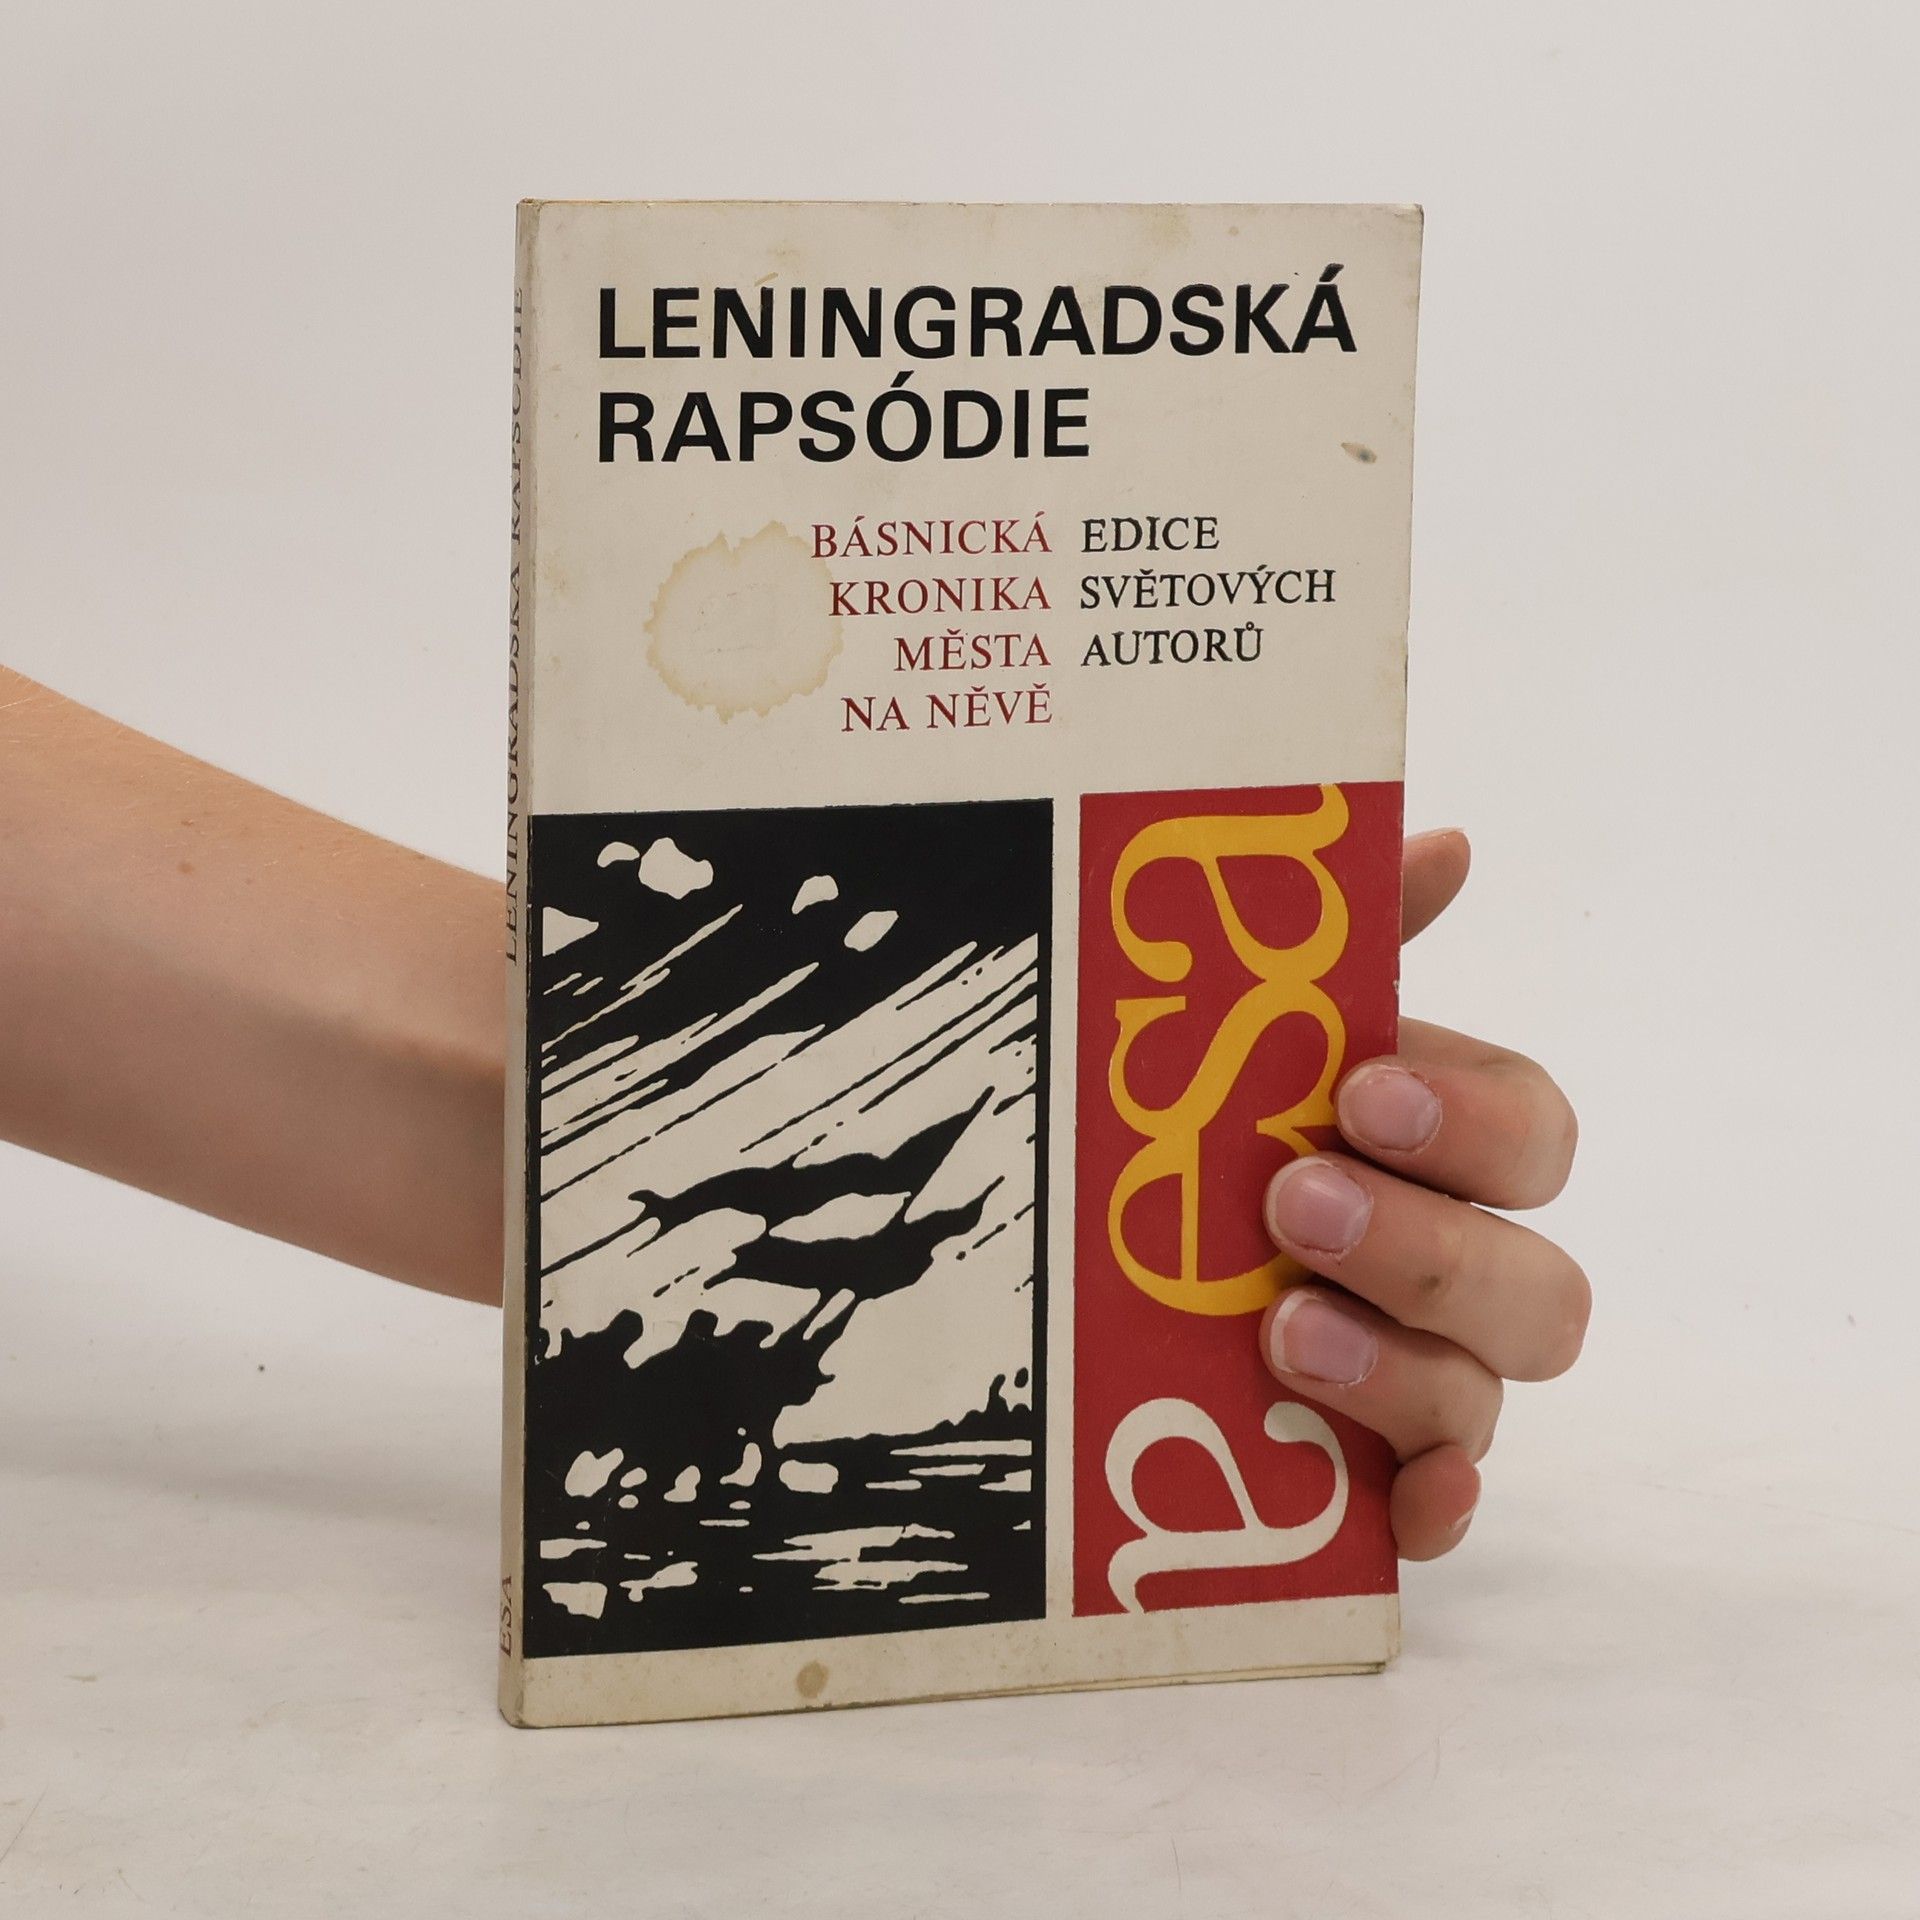 LENINGRADSKÁ
RAPSÓDIE
BÁSNICKÁ
KRONIKA
MĚSTA
NA NĚVĚ
EDICE
SVĚTOVÝCH
AUTORŮ
esa
LENINGRADSKÁ RAPSÓDIE
ESA